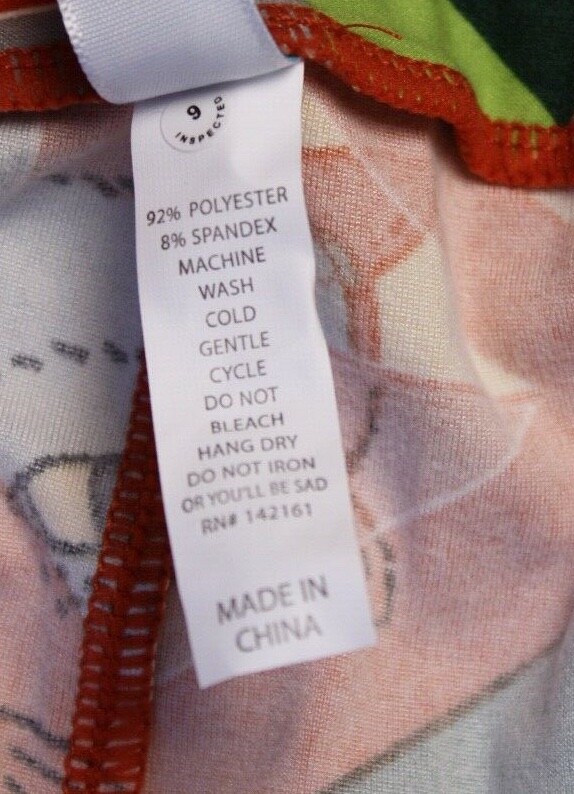 9
INSPECTED
92% POLYESTER
8% SPANDEX
MACHINE
WASH
COLD
GENTLE
CYCLE
DO NOT
BLEACH
HANG DRY
DO NOT IRON
OR YOU'LL BE SAD
RN# 142161
MADE IN
CHINA